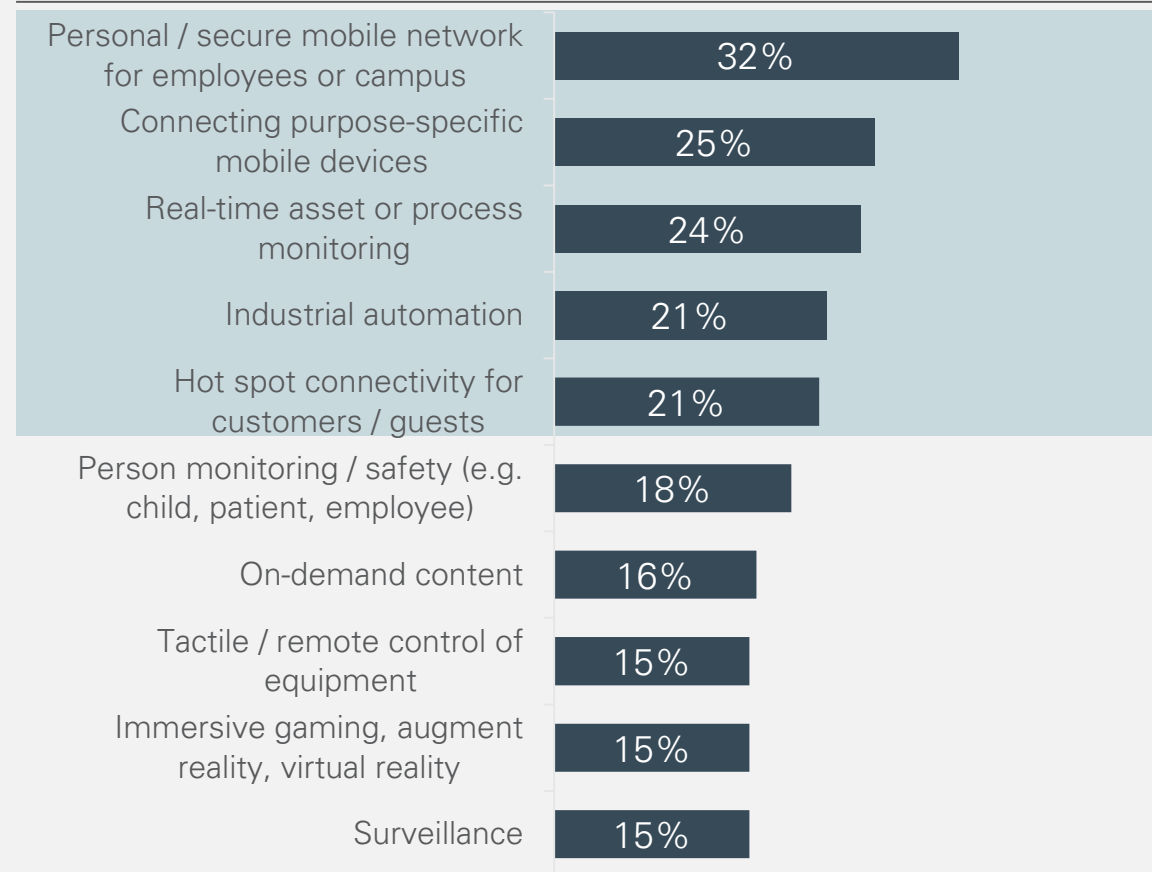 Personal / secure mobile network
for employees or campus
32%
Connecting purpose-specific
mobile devices
25%
Real-time asset or process
monitoring
24%
Industrial automation
21%
Hot spot connectivity for
customers / guests
21%
Person monitoring / safety (e.g.
child, patient, employee)
18%
On-demand content
16%
Tactile / remote control of
equipment
15%
Immersive gaming, augment
reality, virtual reality
15%
Surveillance
15%